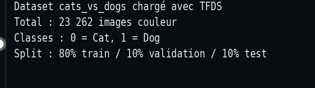 Dataset cats_vs_dogs chargé avec TFDS
Total : 23 262 images couleur
Classes : 0 = Cat, 1 = Dog
Split : 80% train / 10% validation / 10% test